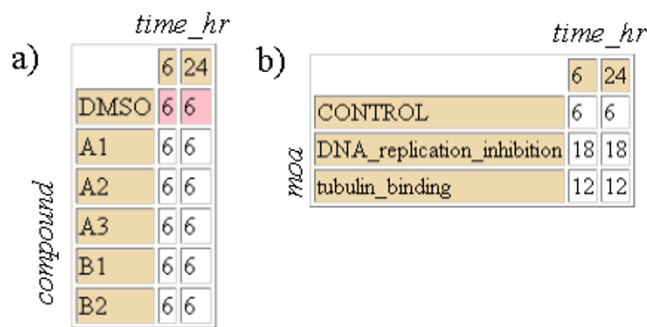 a)
time_hr
6 24
DMSO 6 6
A1 6 6
A2 6 6
A3 6 6
B1 6 6
B2 6 6
compound
b)
time_hr
6 24
CONTROL 6 6
DNA_replication_inhibition 18 18
tubulin_binding 12 12
moa